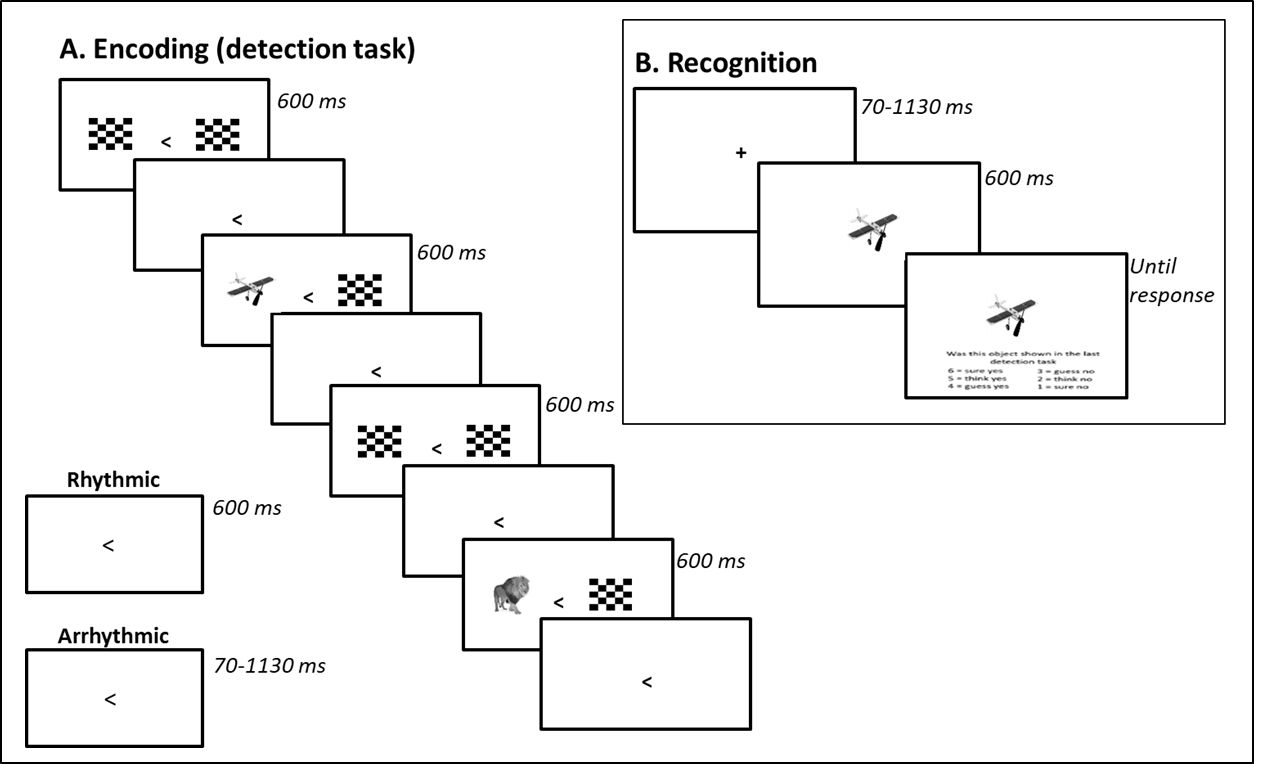 A. Encoding (detection task)
600 ms
<
<
600 ms
<
<
600 ms
<
<
600 ms
<
<
Rhythmic
600 ms
<
Arrhythmic
70-1130 ms
<
B. Recognition
70-1130 ms
+
600 ms
Until
response
Was this object shown in the last
detection task
6 = sure yes 3 = guess no
5 = think yes 2 = think no
4 = guess yes 1 = sure no